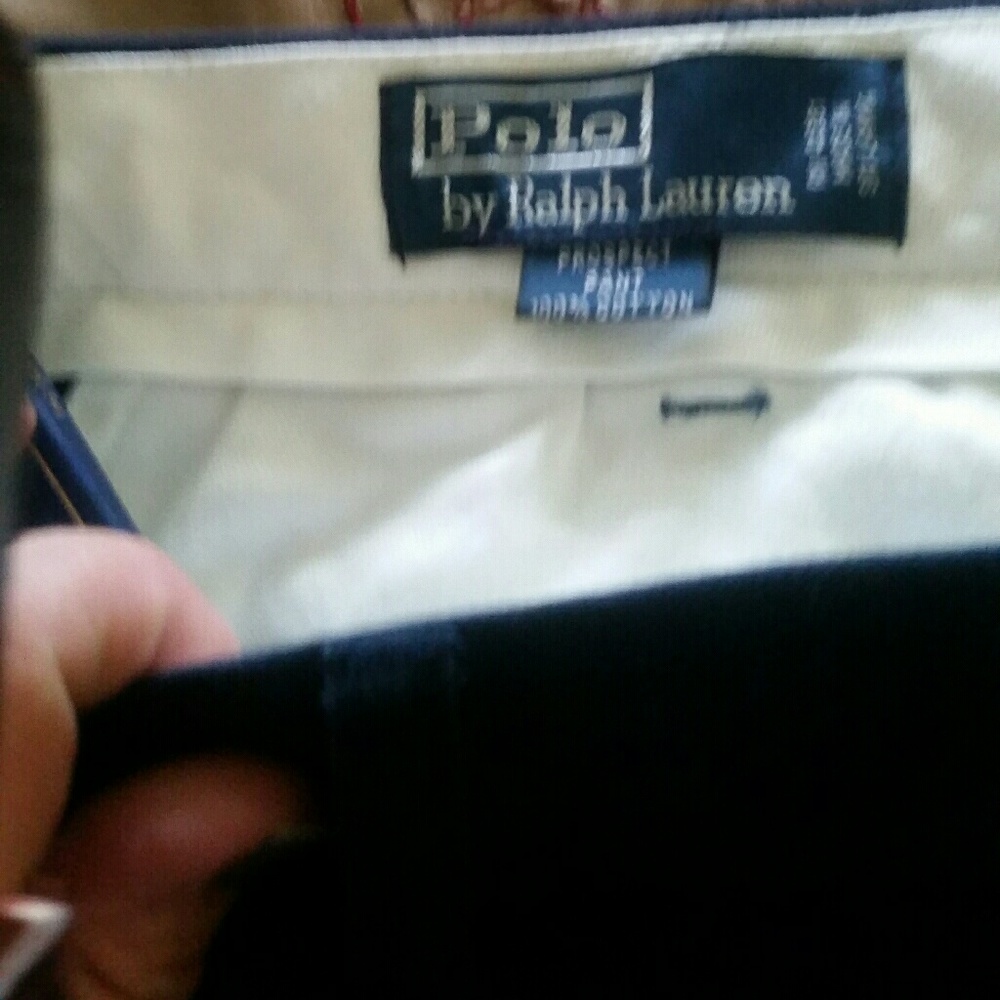 Polo
by Ralph Lauren
PROSPECT
PANT
100% COTTON